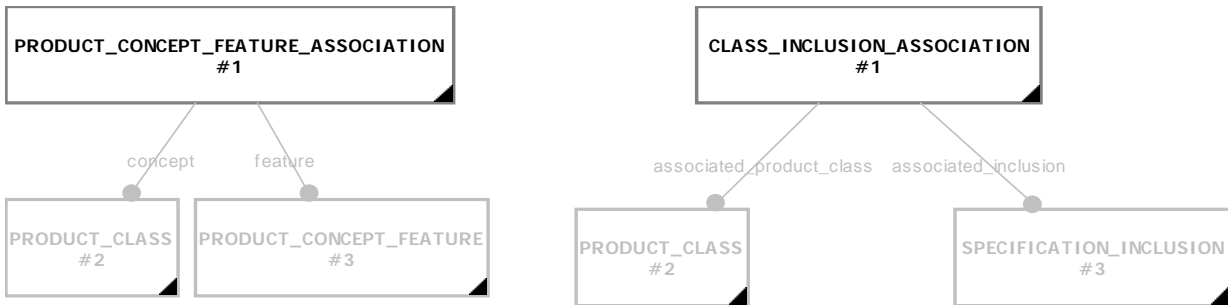 PRODUCT_CONCEPT_FEATURE_ASSOCIATION
#1
CLASS_INCLUSION_ASSOCIATION
#1
concept
feature
associated_product_class
associated_inclusion
PRODUCT_CLASS
#2
PRODUCT_CONCEPT_FEATURE
#3
PRODUCT_CLASS
#2
SPECIFICATION_INCLUSION
#3